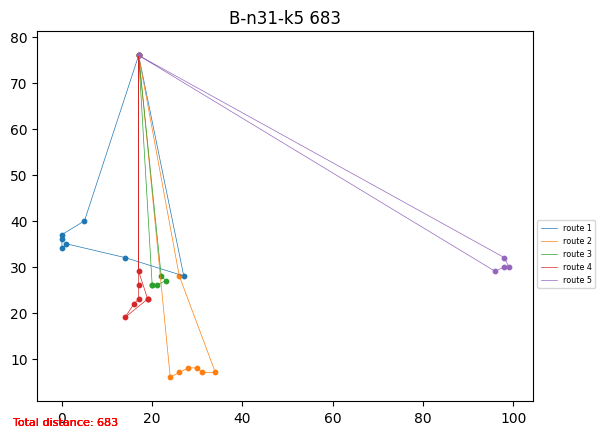 B-n31-k5 683
80
70
60
50
40
30
20
10
0 20 40 60 80 100
route 1
route 2
route 3
route 4
route 5
Total distance: 683